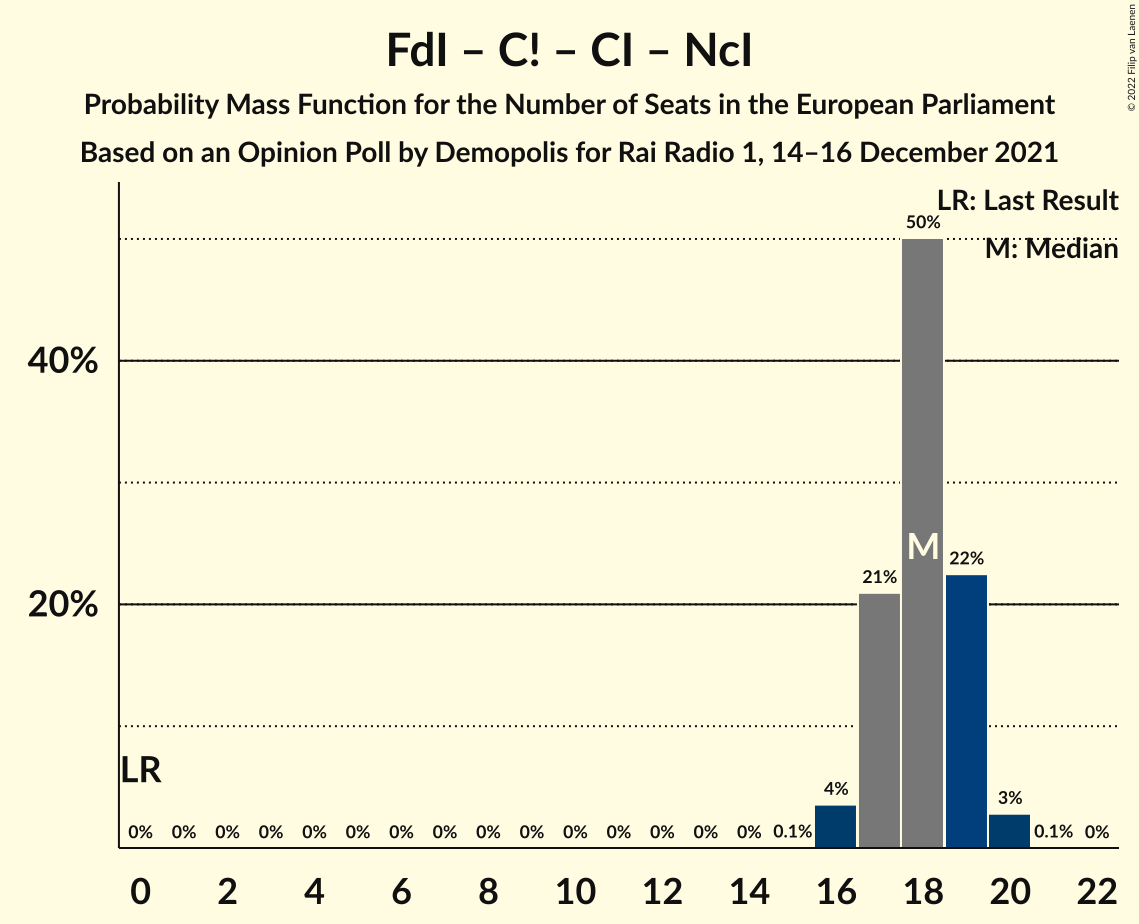 FdI – C! – CI – NcI
Probability Mass Function for the Number of Seats in the European Parliament
Based on an Opinion Poll by Demopolis for Rai Radio 1, 14–16 December 2021
© 2022 Filip van Laenen
LR: Last Result
M: Median
50%
40%
M
22%
21%
20%
LR
4%
3%
0% 0% 0% 0% 0% 0% 0% 0% 0% 0% 0% 0% 0% 0% 0% 0.1% 0.1% 0%
0 2 4 6 8 10 12 14 16 18 20 22